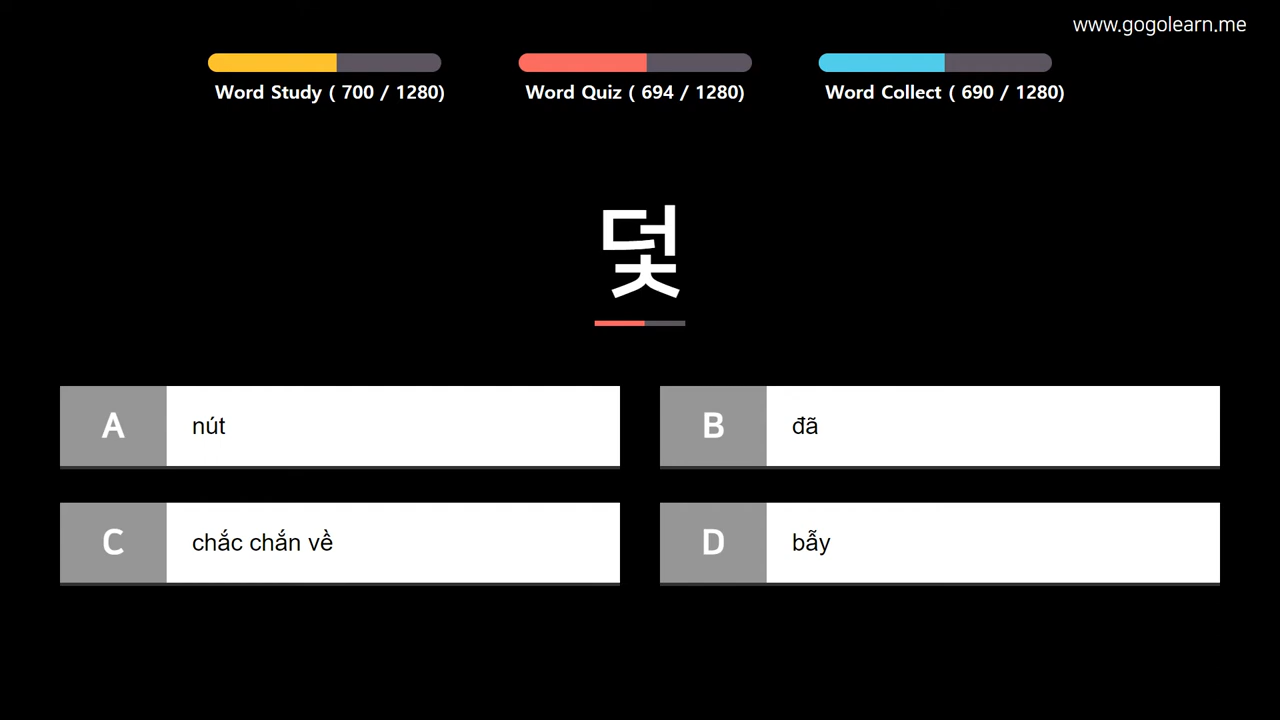 www.gogolearn.me
Word Study ( 700 / 1280)
Word Quiz ( 694 / 1280)
Word Collect ( 690 / 1280)
덫
A nút
B đã
C chắc chắn về
D bẫy